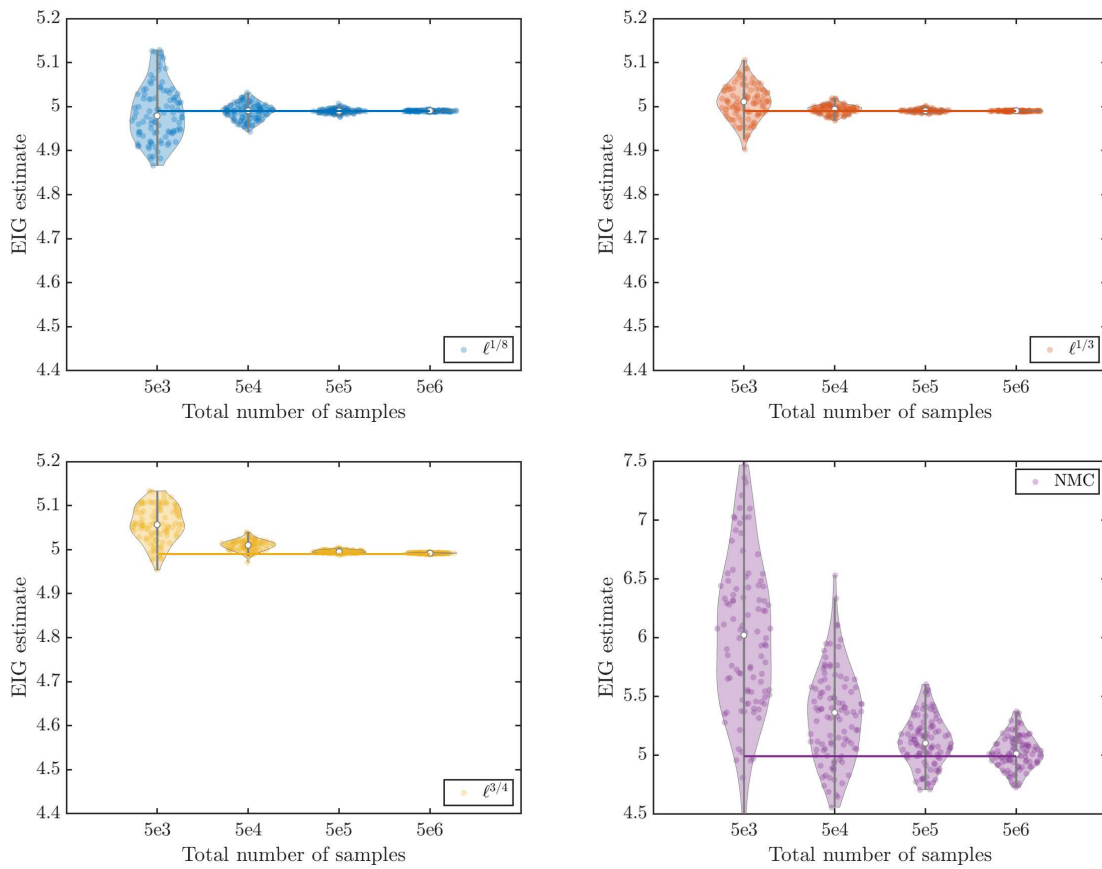 5.2
5.1
5
4.9
4.8
4.7
4.6
4.5
4.4
EIG estimate
5e3 5e4 5e5 5e6
Total number of samples
ℓ^{1/8}
5.2
5.1
5
4.9
4.8
4.7
4.6
4.5
4.4
EIG estimate
5e3 5e4 5e5 5e6
Total number of samples
ℓ^{1/3}
5.2
5.1
5
4.9
4.8
4.7
4.6
4.5
4.4
EIG estimate
5e3 5e4 5e5 5e6
Total number of samples
ℓ^{3/4}
7.5
7
6.5
6
5.5
5
4.5
EIG estimate
5e3 5e4 5e5 5e6
Total number of samples
NMC